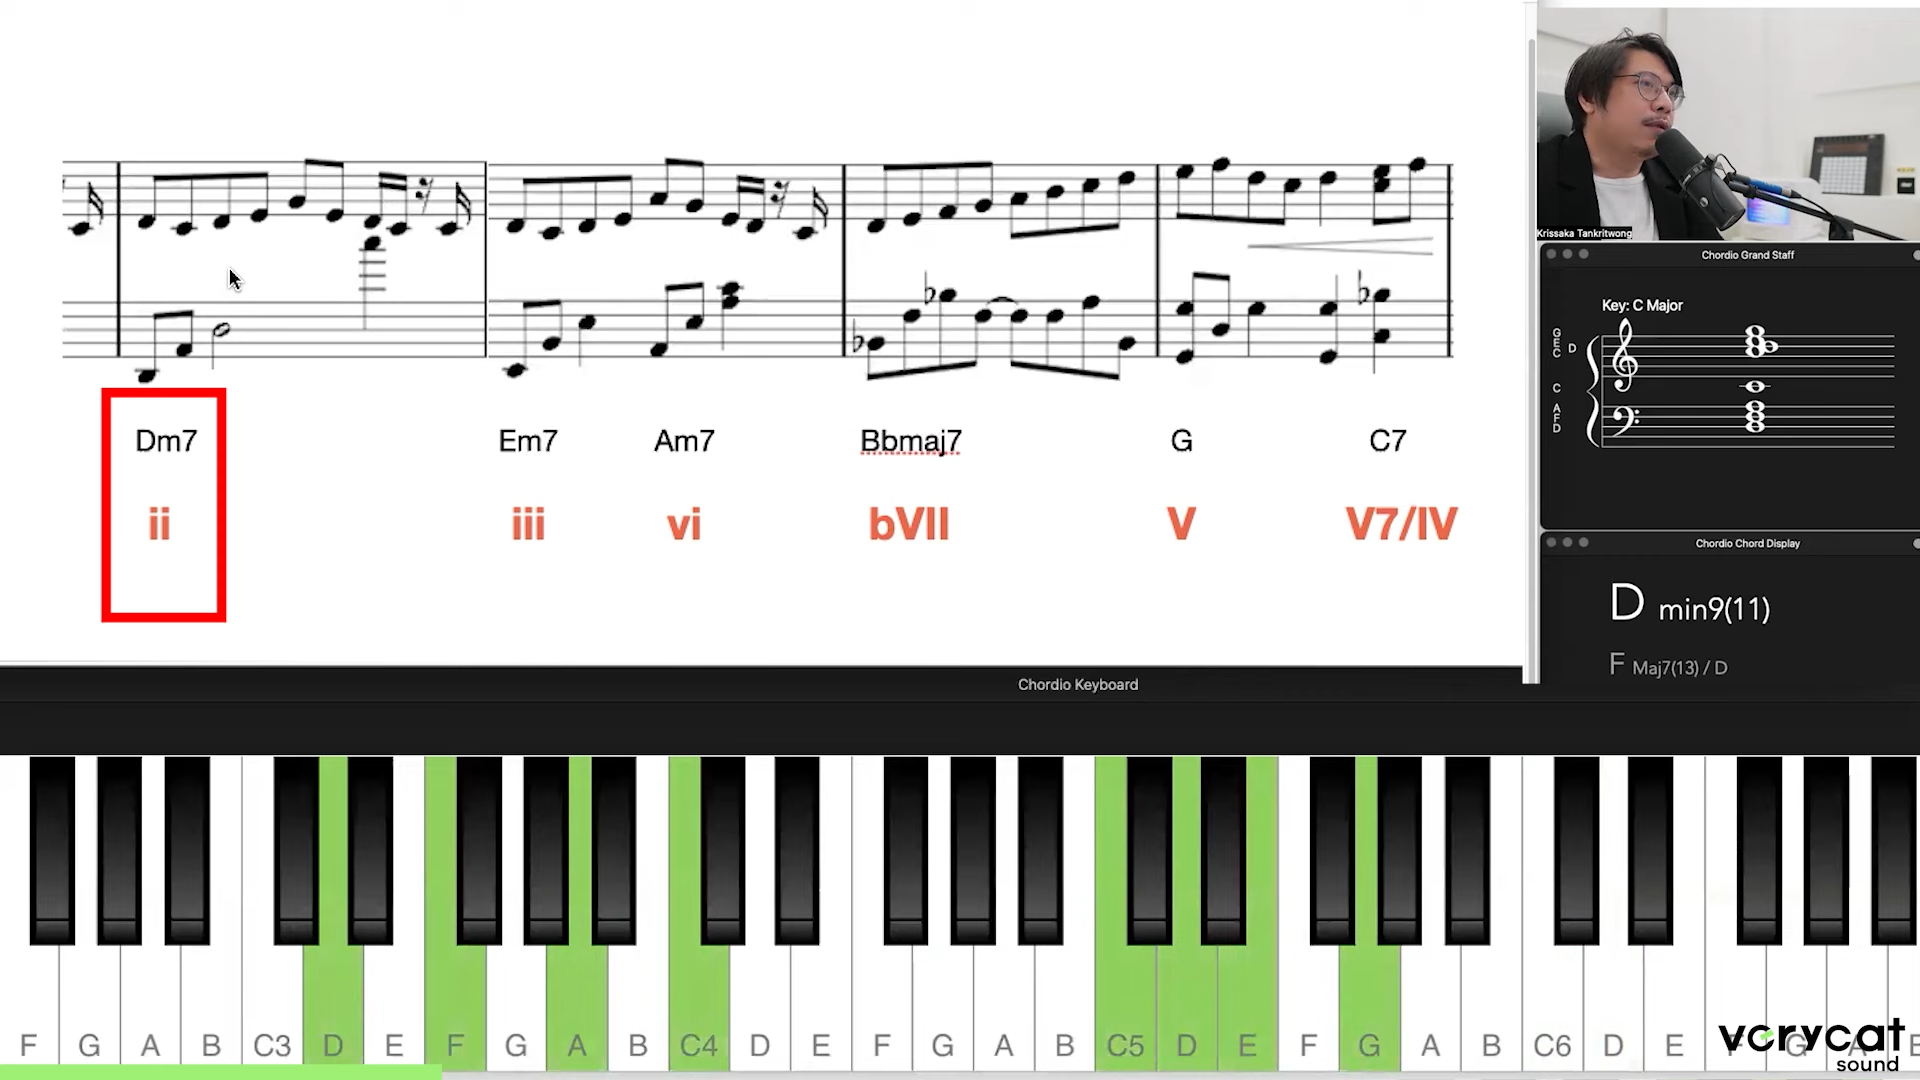 Krissaka Tankritwong
Chordio Grand Staff
Key: C Major
G
E
C
D
C
A
F
D
Dm7 Em7 Am7 Bbmaj7 G C7
ii iii vi bVII V V7/IV
Chordio Chord Display
D min9(11)
F Maj7(13) / D
Chordio Keyboard
F G A B C3 D E F G A B C4 D E F G A B C5 D E F G A B C6 D E F G A
verycat
sound